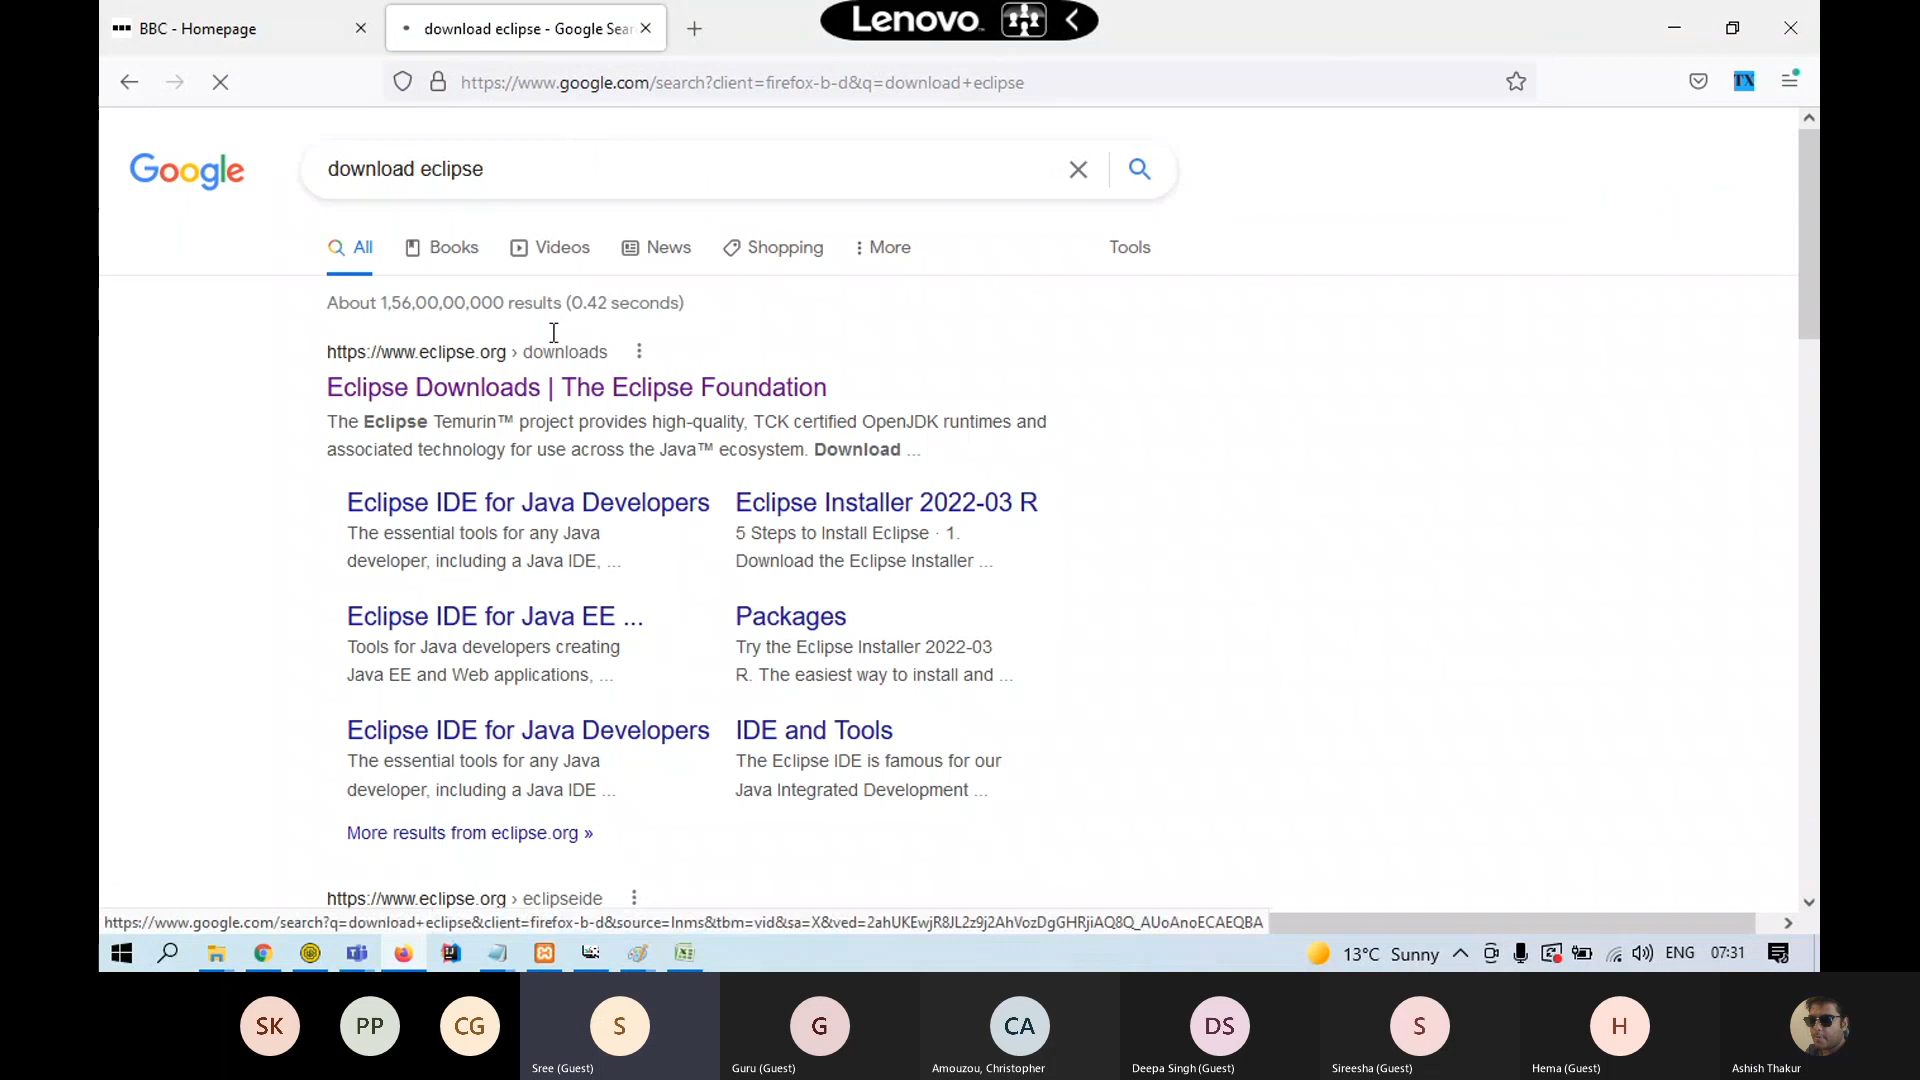 BBC - Homepage
download eclipse - Google Sear
Lenovo
https://www.google.com/search?client=firefox-b-d&q=download+eclipse
TX
Google
download eclipse
All
Books
Videos
News
Shopping
More
Tools
About 1,56,00,00,000 results (0.42 seconds)
https://www.eclipse.org › downloads
Eclipse Downloads | The Eclipse Foundation
The Eclipse Temurin™ project provides high-quality, TCK certified OpenJDK runtimes and
associated technology for use across the Java™ ecosystem. Download ...
Eclipse IDE for Java Developers
The essential tools for any Java
developer, including a Java IDE, ...
Eclipse Installer 2022-03 R
5 Steps to Install Eclipse · 1.
Download the Eclipse Installer ...
Eclipse IDE for Java EE ...
Tools for Java developers creating
Java EE and Web applications, ...
Packages
Try the Eclipse Installer 2022-03
R. The easiest way to install and ...
Eclipse IDE for Java Developers
The essential tools for any Java
developer, including a Java IDE ...
IDE and Tools
The Eclipse IDE is famous for our
Java Integrated Development ...
More results from eclipse.org »
https://www.eclipse.org › eclipseide
https://www.google.com/search?q=download+eclipse&client=firefox-b-d&source=lnms&tbm=vid&sa=X&ved=2ahUKEwjR8JL2z9j2AhVozDgGHRjiAQ8Q_AUoAnoECAEQBA
13°C Sunny
ENG
07:31
SK
PP
CG
S
Sree (Guest)
G
Guru (Guest)
CA
Amouzou, Christopher
DS
Deepa Singh (Guest)
S
Sireesha (Guest)
H
Hema (Guest)
Ashish Thakur